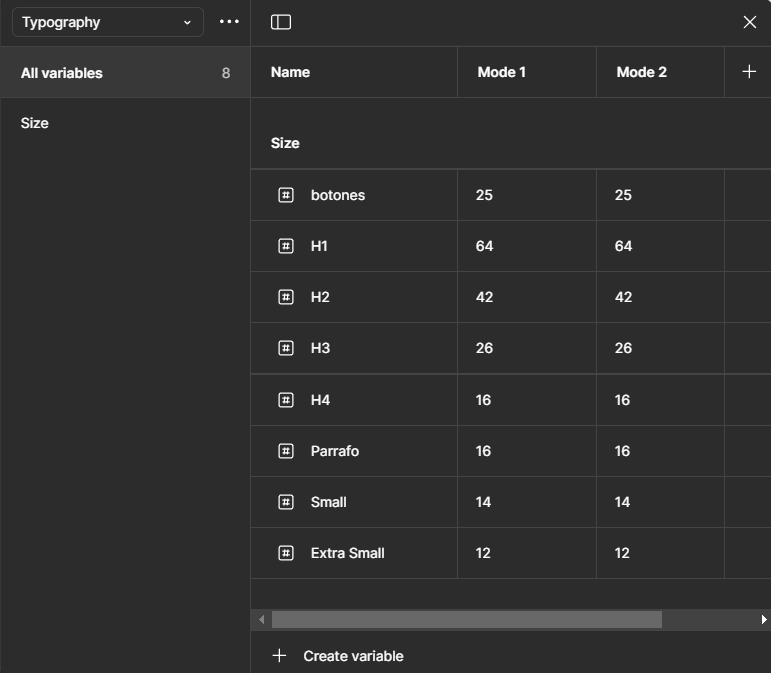 Typography
All variables 8
Size
Name Mode 1 Mode 2
Size
botones 25 25
H1 64 64
H2 42 42
H3 26 26
H4 16 16
Parrafo 16 16
Small 14 14
Extra Small 12 12
Create variable